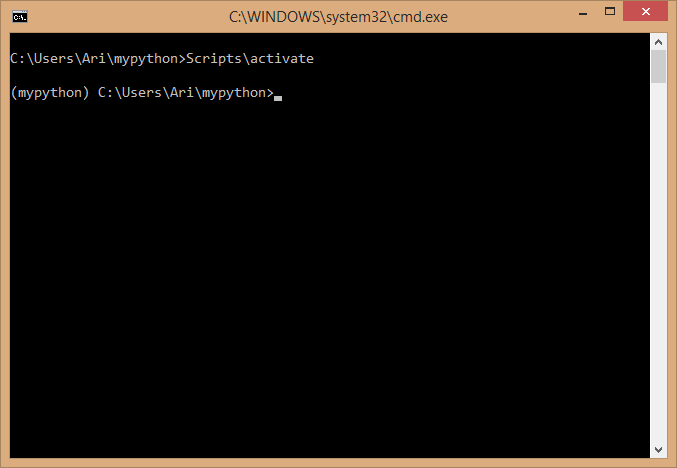 C:\WINDOWS\system32\cmd.exe
C:\Users\Ari\mypython>Scripts\activate
(mypython) C:\Users\Ari\mypython>